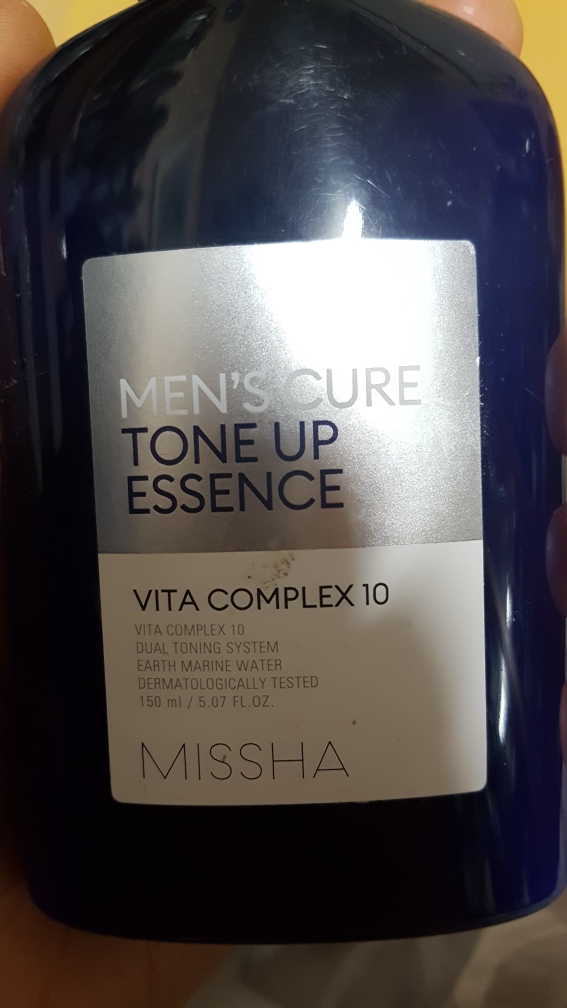 MEN'S CURE
TONE UP
ESSENCE
VITA COMPLEX 10
VITA COMPLEX 10
DUAL TONING SYSTEM
EARTH MARINE WATER
DERMATOLOGICALLY TESTED
150 ml / 5.07 FL.OZ.
MISSHA